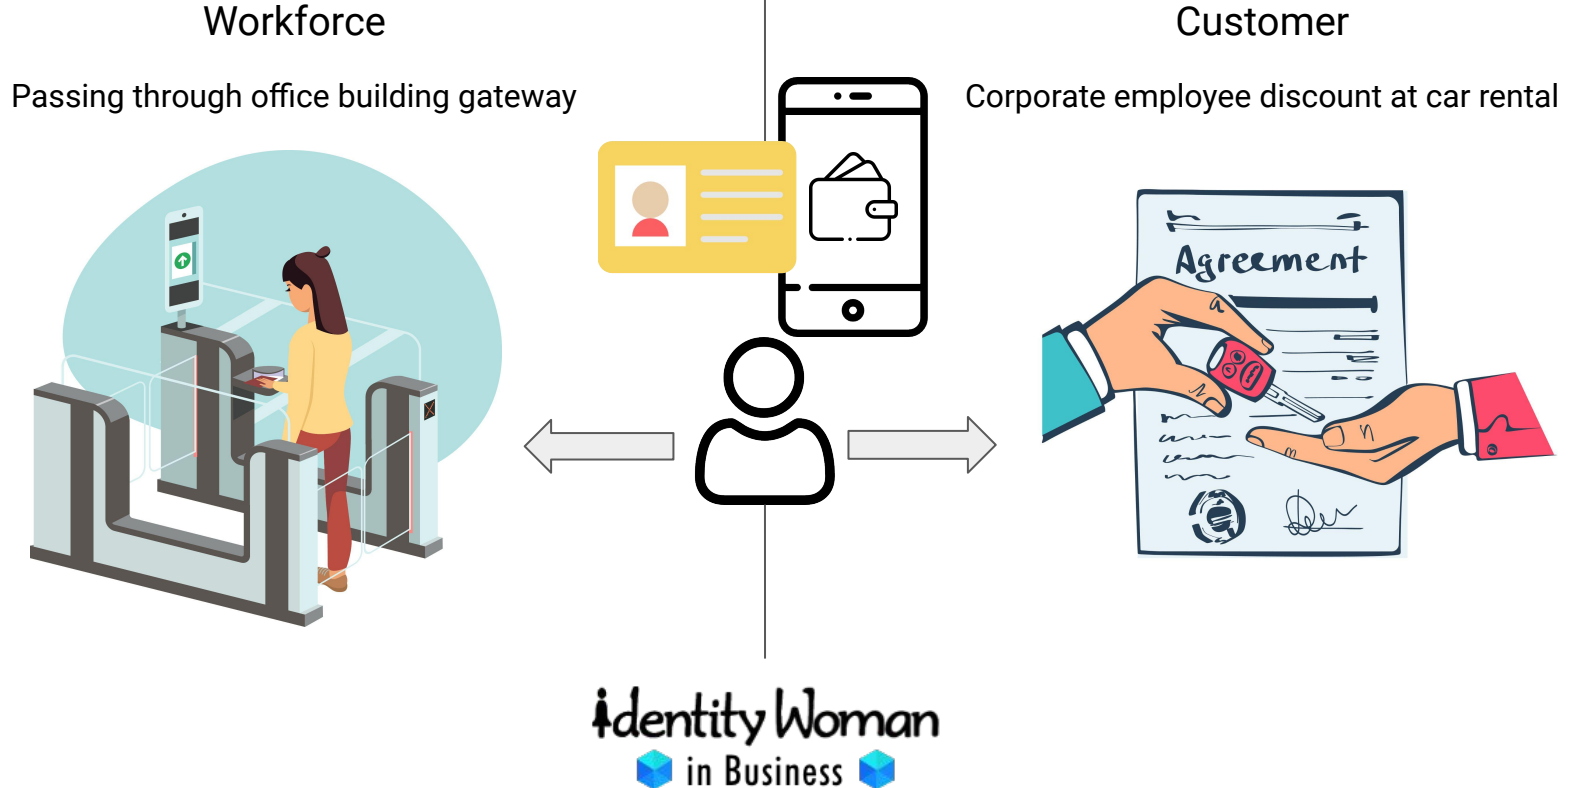 Workforce
Customer
Passing through office building gateway
Corporate employee discount at car rental
Agreement
Identity Woman
in Business